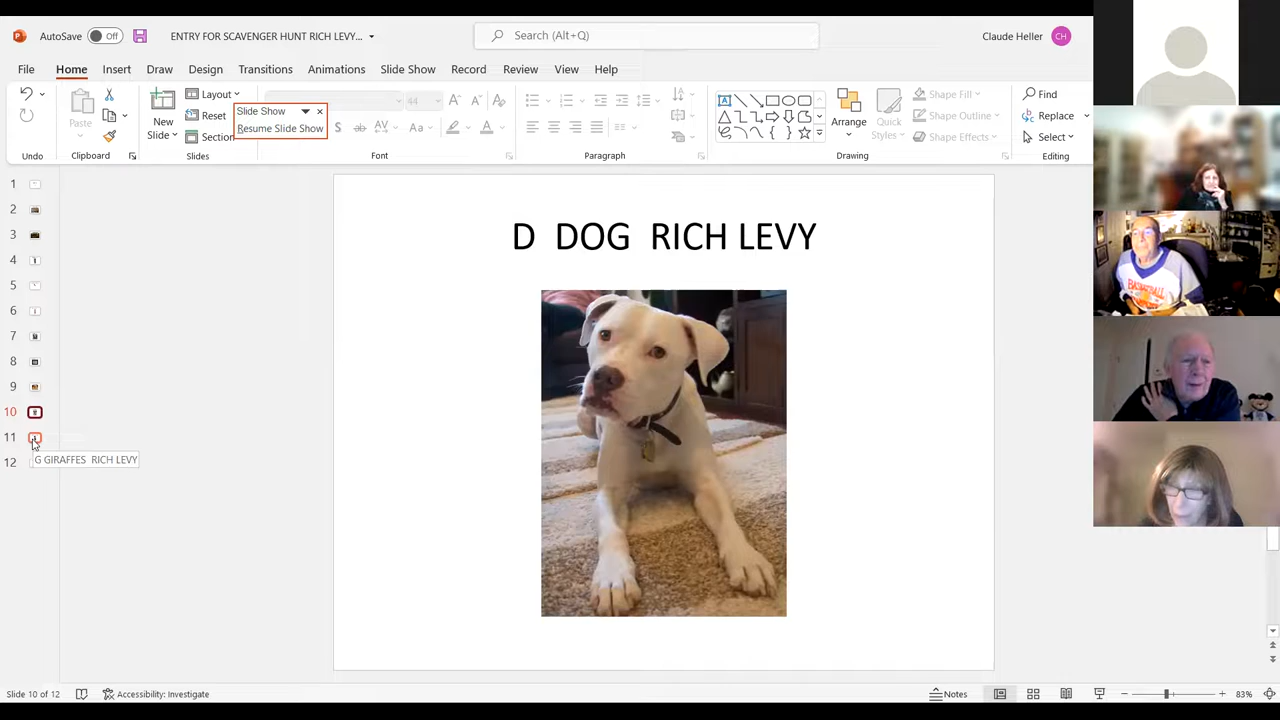 AutoSave Off ENTRY FOR SCAVENGER HUNT RICH LEVY... Search (Alt+Q) Claude Heller CH
File Home Insert Draw Design Transitions Animations Slide Show Record Review View Help
Paste
New Slide
Layout
Reset
Section
Slide Show
Resume Slide Show
44
Aa
Arrange
Quick Styles
Shape Fill
Shape Outline
Shape Effects
Find
Replace
Select
Undo Clipboard Slides Font Paragraph Drawing Editing
1
2
3
4
5
6
7
8
9
10
11
12
G GIRAFFES RICH LEVY
D DOG RICH LEVY
BASKETBALL
Slide 10 of 12 Accessibility: Investigate Notes 83%